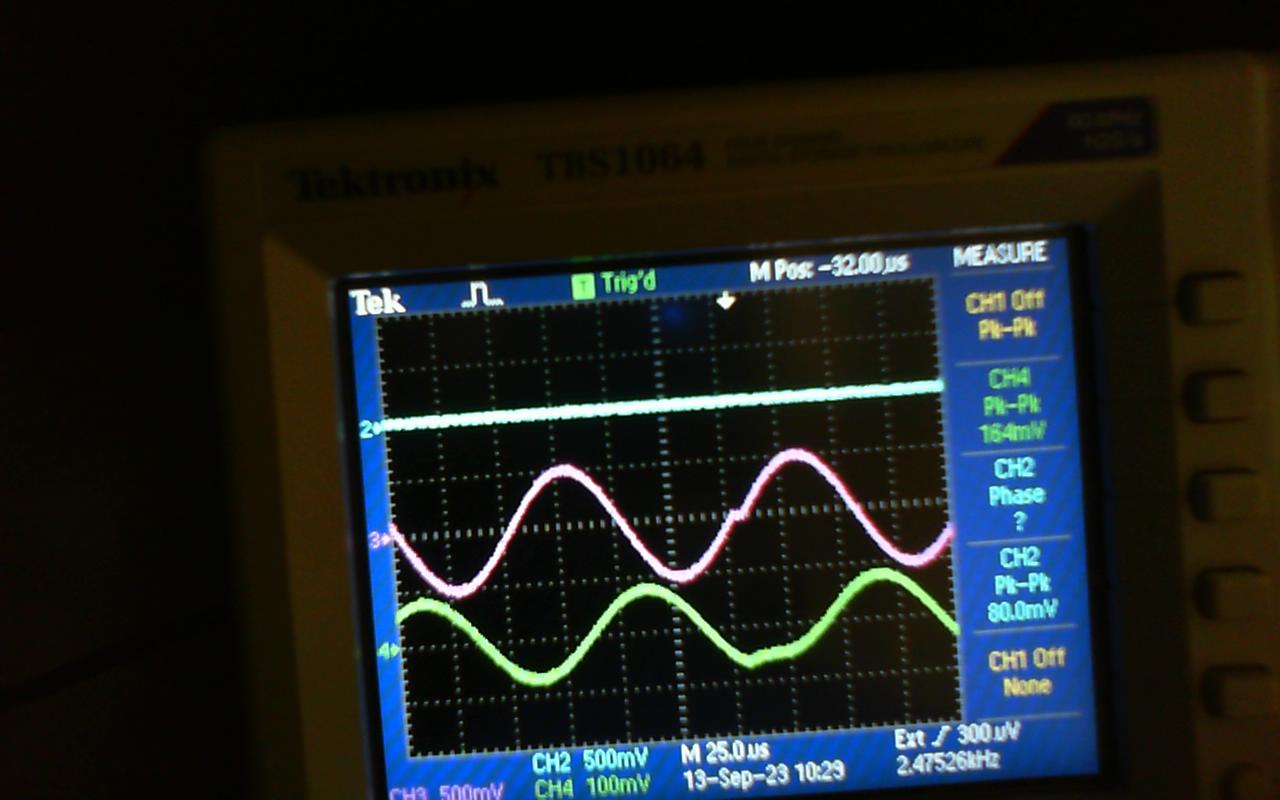 Tektronix TBS1064
Tek Trig'd M Pos: -32.00µs MEASURE
CH1 Off
Pk-Pk
CH4
Pk-Pk
164mV
CH2
Phase
?
CH2
Pk-Pk
80.0mV
CH1 Off
None
2
3
4
CH2 500mV M 25.0µs Ext 300µV
CH3 500mV CH4 100mV 13-Sep-23 10:29 2.47526kHz